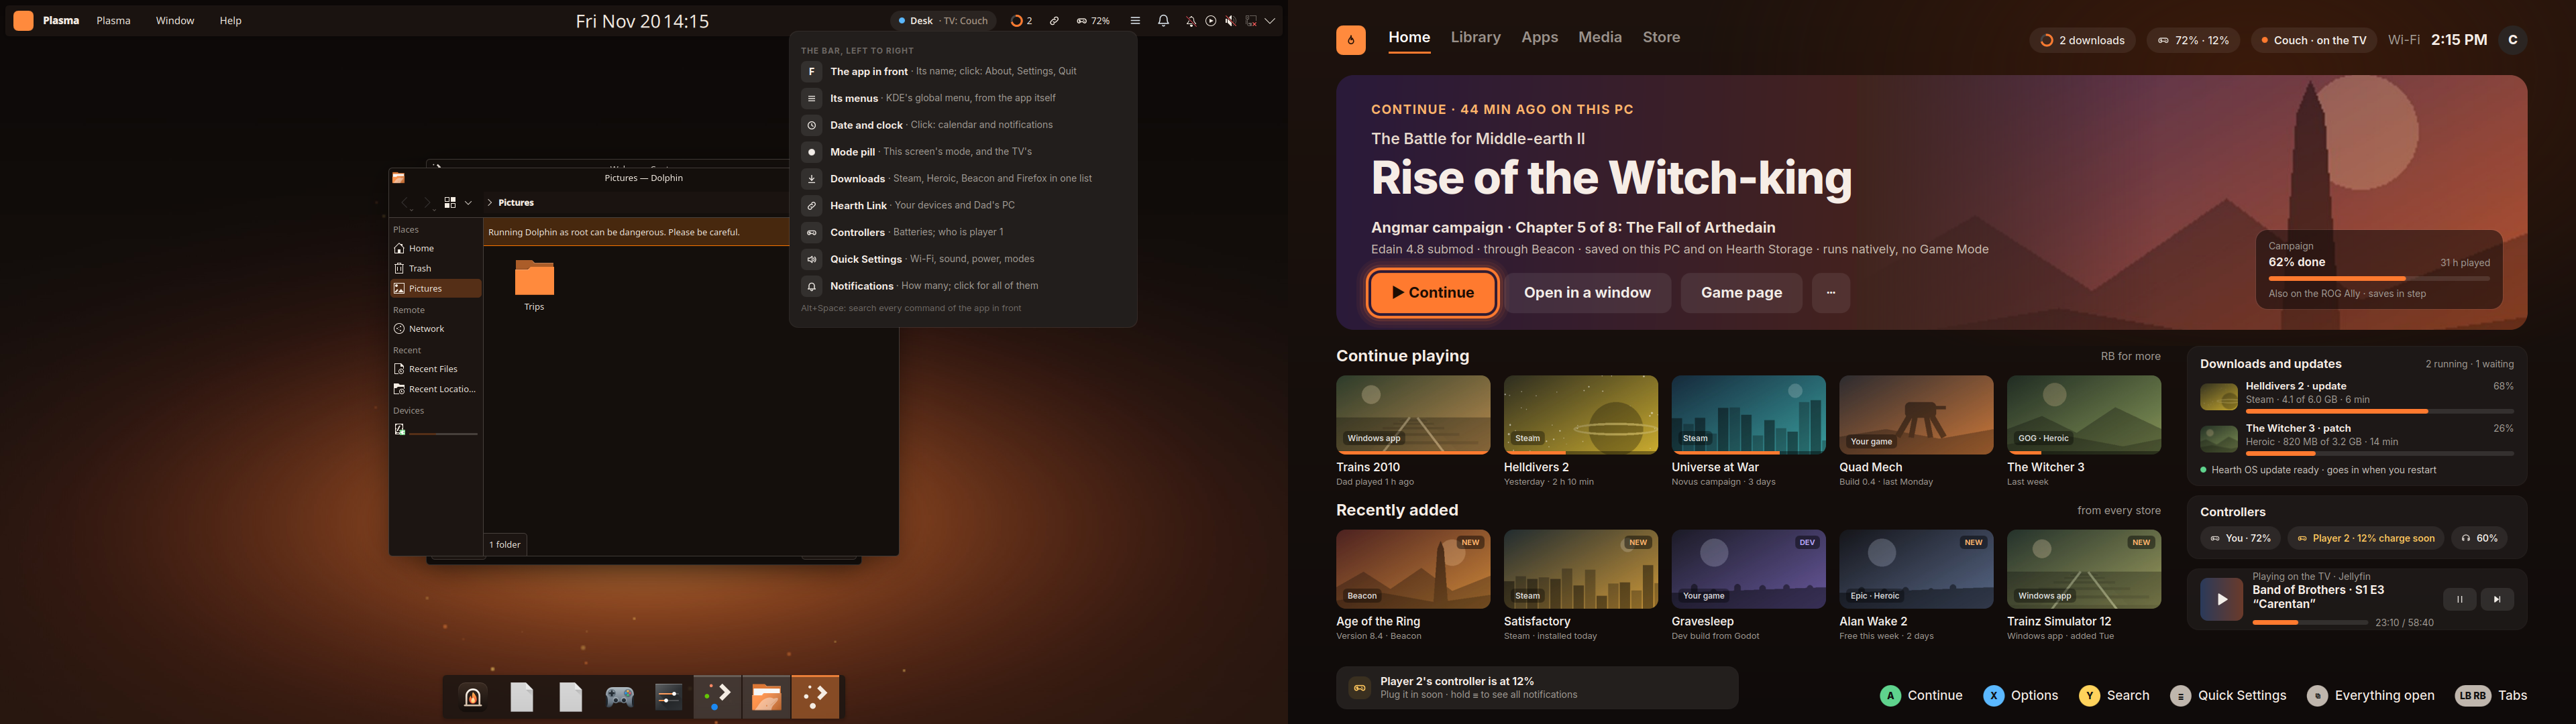 Plasma Plasma Window Help
Fri Nov 20 14:15
Desk · TV: Couch 2 72%
THE BAR, LEFT TO RIGHT
F The app in front · Its name; click: About, Settings, Quit
Its menus · KDE's global menu, from the app itself
Date and clock · Click: calendar and notifications
Mode pill · This screen's mode, and the TV's
Downloads · Steam, Heroic, Beacon and Firefox in one list
Hearth Link · Your devices and Dad's PC
Controllers · Batteries; who is player 1
Quick Settings · Wi-Fi, sound, power, modes
Notifications · How many; click for all of them
Alt+Space: search every command of the app in front
Pictures — Dolphin
Pictures
Running Dolphin as root can be dangerous. Please be careful.
Places
Home
Trash
Pictures
Remote
Network
Recent
Recent Files
Recent Locatio...
Devices
Trips
1 folder
Home Library Apps Media Store
2 downloads 72% · 12% Couch · on the TV Wi-Fi 2:15 PM C
CONTINUE · 44 MIN AGO ON THIS PC
The Battle for Middle-earth II
Rise of the Witch-king
Angmar campaign · Chapter 5 of 8: The Fall of Arthedain
Edain 4.8 submod · through Beacon · saved on this PC and on Hearth Storage · runs natively, no Game Mode
Continue Open in a window Game page ···
Campaign
62% done 31 h played
Also on the ROG Ally · saves in step
Continue playing RB for more
Windows app
Trains 2010
Dad played 1 h ago
Steam
Helldivers 2
Yesterday · 2 h 10 min
Steam
Universe at War
Novus campaign · 3 days
Your game
Quad Mech
Build 0.4 · last Monday
GOG · Heroic
The Witcher 3
Last week
Recently added from every store
NEW
Beacon
Age of the Ring
Version 8.4 · Beacon
NEW
Steam
Satisfactory
Steam · installed today
DEV
Your game
Gravesleep
Dev build from Godot
NEW
Epic · Heroic
Alan Wake 2
Free this week · 2 days
NEW
Windows app
Trainz Simulator 12
Windows app · added Tue
Downloads and updates 2 running · 1 waiting
Helldivers 2 · update 68%
Steam · 4.1 of 6.0 GB · 6 min
The Witcher 3 · patch 26%
Heroic · 820 MB of 3.2 GB · 14 min
Hearth OS update ready · goes in when you restart
Controllers
You · 72% Player 2 · 12% charge soon 60%
Playing on the TV · Jellyfin
Band of Brothers · S1 E3
“Carentan”
23:10 / 58:40
Player 2's controller is at 12%
Plug it in soon · hold ≡ to see all notifications
A Continue X Options Y Search Quick Settings Everything open LB RB Tabs